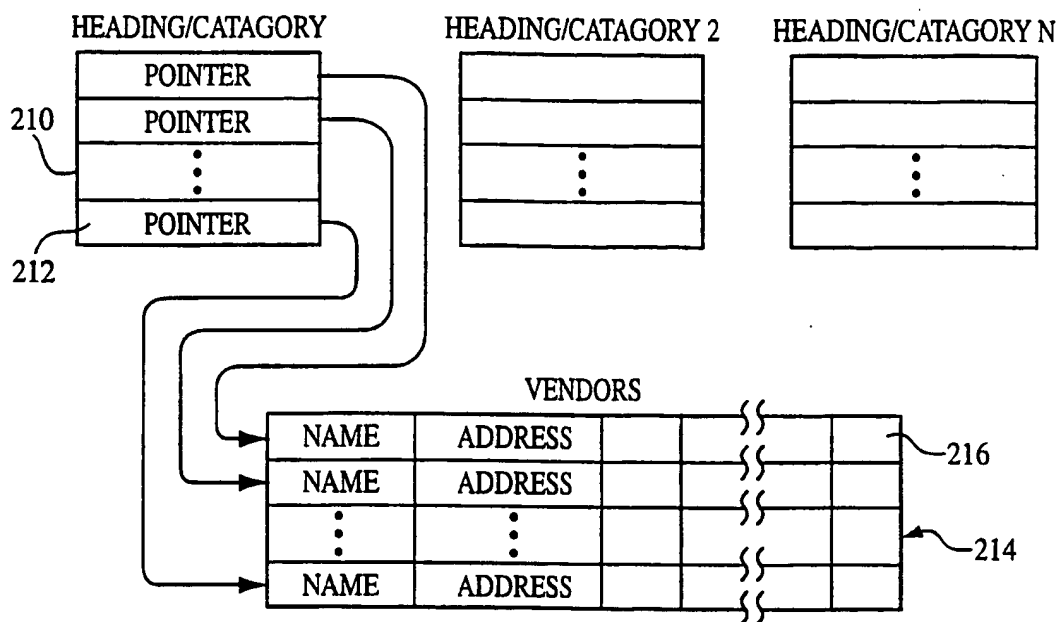 HEADING/CATAGORY
HEADING/CATAGORY 2
HEADING/CATAGORY N
POINTER
POINTER
POINTER
210
212
VENDORS
NAME ADDRESS
216
NAME ADDRESS
214
NAME ADDRESS